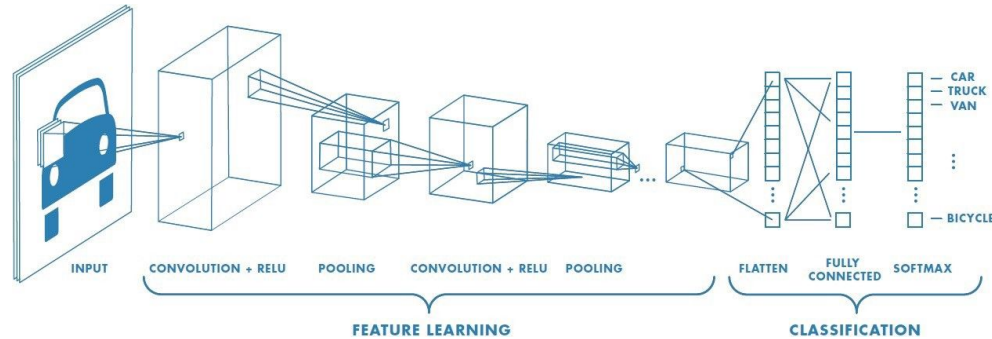 CAR
TRUCK
VAN
BICYCLE
INPUT
CONVOLUTION + RELU
POOLING
CONVOLUTION + RELU
POOLING
FLATTEN
FULLY
CONNECTED
SOFTMAX
FEATURE LEARNING
CLASSIFICATION